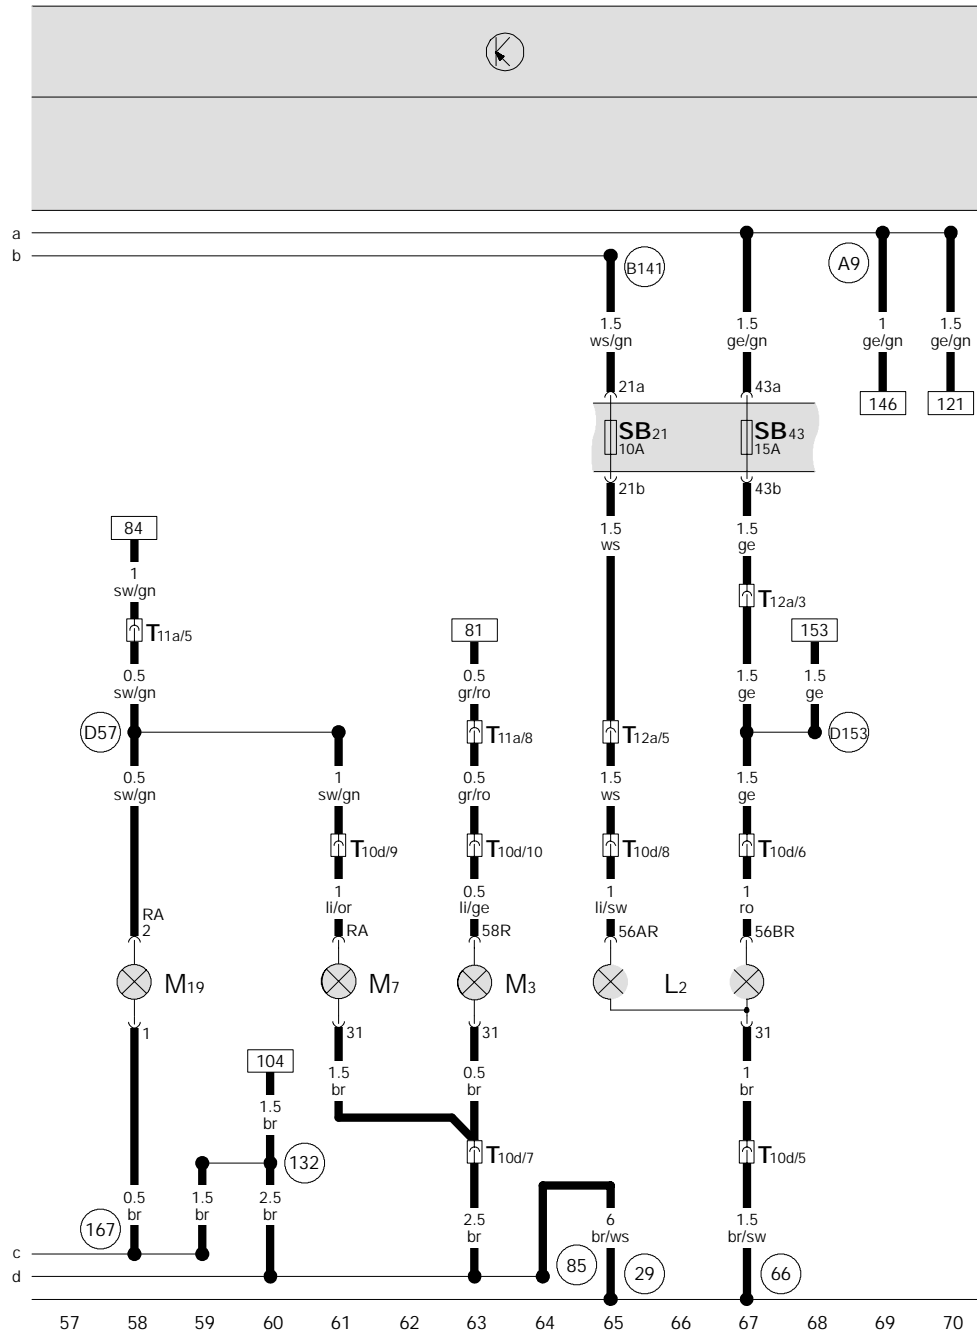 a
b
B141
A9
1.5
ws/gn
1.5
ge/gn
1
ge/gn
1.5
ge/gn
21a
43a
146
121
SB21
10A
SB43
15A
21b
43b
84
1.5
ws
1.5
ge
1
sw/gn
T12a/3
T11a/5
81
153
0.5
sw/gn
0.5
gr/ro
1.5
ge
1.5
ge
D57
T11a/8
T12a/5
D153
0.5
sw/gn
1
sw/gn
0.5
gr/ro
1.5
ws
1.5
ge
T10d/9
T10d/10
T10d/8
T10d/6
1
li/or
0.5
li/ge
1
li/sw
1
ro
RA
2
RA
58R
56AR
56BR
M19
M7
M3
L2
1
31
31
31
104
1.5
br
0.5
br
1
br
1.5
br
132
T10d/7
T10d/5
0.5
br
1.5
br
2.5
br
2.5
br
6
br/ws
1.5
br/sw
167
c
85
29
66
d
57 58 59 60 61 62 63 64 65 66 67 68 69 70